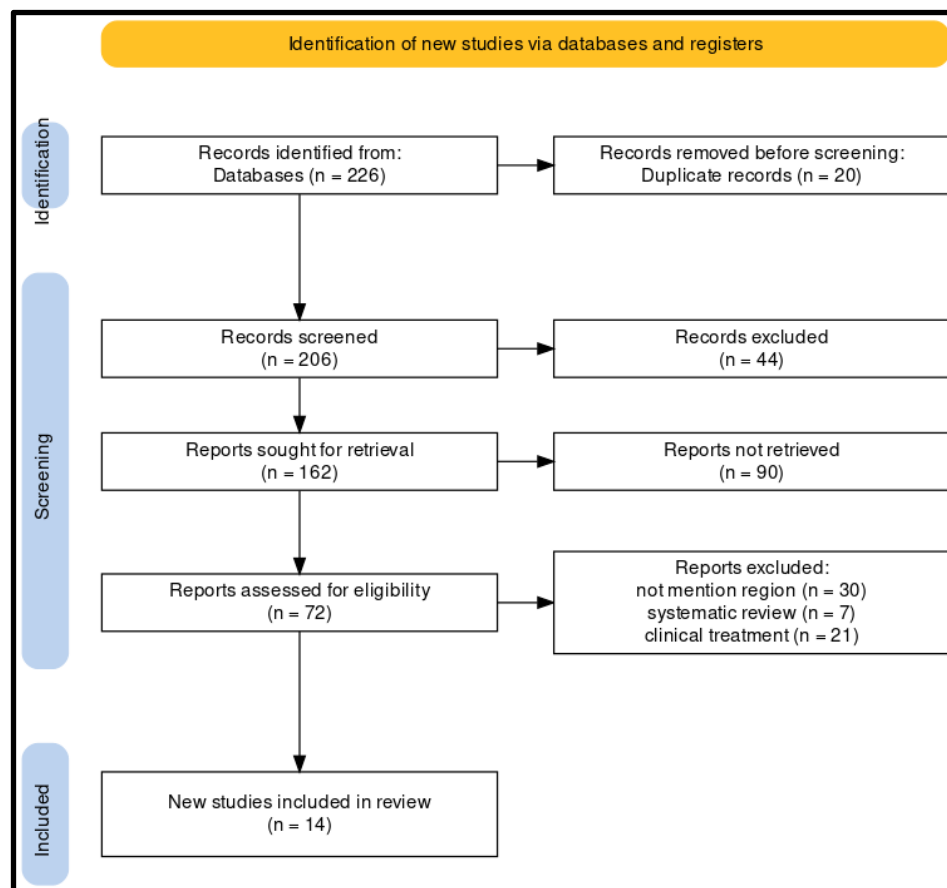 Identification of new studies via databases and registers
Identification
Records identified from:
Databases (n = 226)
Records removed before screening:
Duplicate records (n = 20)
Screening
Records screened
(n = 206)
Records excluded
(n = 44)
Reports sought for retrieval
(n = 162)
Reports not retrieved
(n = 90)
Reports assessed for eligibility
(n = 72)
Reports excluded:
not mention region (n = 30)
systematic review (n = 7)
clinical treatment (n = 21)
Included
New studies included in review
(n = 14)